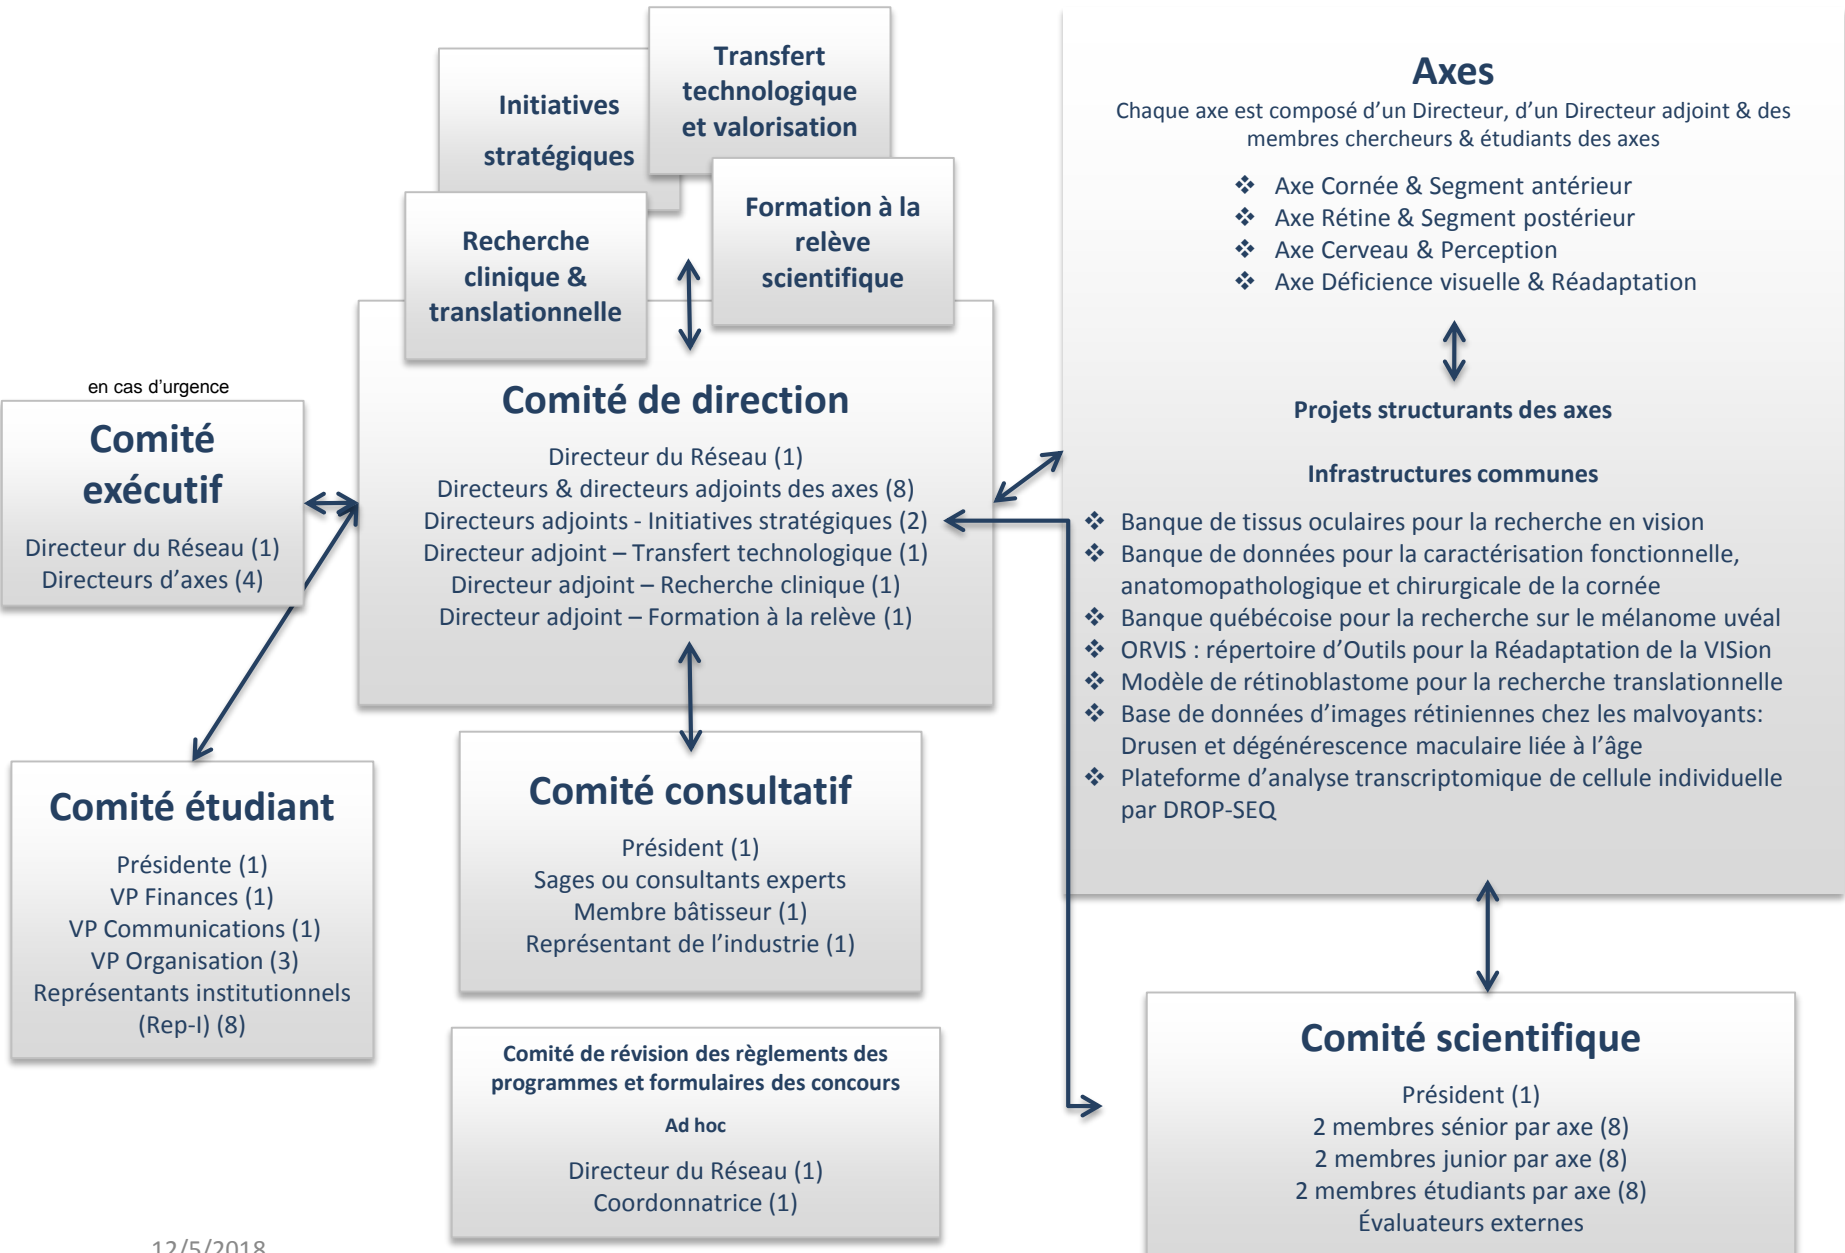 Initiatives
stratégiques
Transfert
technologique
et valorisation
Recherche
clinique &
translationnelle
Formation à la
relève
scientifique
Comité de direction
Directeur du Réseau (1)
Directeurs & directeurs adjoints des axes (8)
Directeurs adjoints - Initiatives stratégiques (2)
Directeur adjoint – Transfert technologique (1)
Directeur adjoint – Recherche clinique (1)
Directeur adjoint – Formation à la relève (1)
en cas d’urgence
Comité
exécutif
Directeur du Réseau (1)
Directeurs d’axes (4)
Comité étudiant
Présidente (1)
VP Finances (1)
VP Communications (1)
VP Organisation (3)
Représentants institutionnels
(Rep-I) (8)
Comité consultatif
Président (1)
Sages ou consultants experts
Membre bâtisseur (1)
Représentant de l’industrie (1)
Comité de révision des règlements des
programmes et formulaires des concours
Ad hoc
Directeur du Réseau (1)
Coordonnatrice (1)
Axes
Chaque axe est composé d’un Directeur, d’un Directeur adjoint & des
membres chercheurs & étudiants des axes
❖ Axe Cornée & Segment antérieur
❖ Axe Rétine & Segment postérieur
❖ Axe Cerveau & Perception
❖ Axe Déficience visuelle & Réadaptation
Projets structurants des axes
Infrastructures communes
❖ Banque de tissus oculaires pour la recherche en vision
❖ Banque de données pour la caractérisation fonctionnelle,
anatomopathologique et chirurgicale de la cornée
❖ Banque québécoise pour la recherche sur le mélanome uvéal
❖ ORVIS : répertoire d’Outils pour la Réadaptation de la VISion
❖ Modèle de rétinoblastome pour la recherche translationnelle
❖ Base de données d’images rétiniennes chez les malvoyants:
Drusen et dégénérescence maculaire liée à l’âge
❖ Plateforme d’analyse transcriptomique de cellule individuelle
par DROP-SEQ
Comité scientifique
Président (1)
2 membres sénior par axe (8)
2 membres junior par axe (8)
2 membres étudiants par axe (8)
Évaluateurs externes
12/5/2018